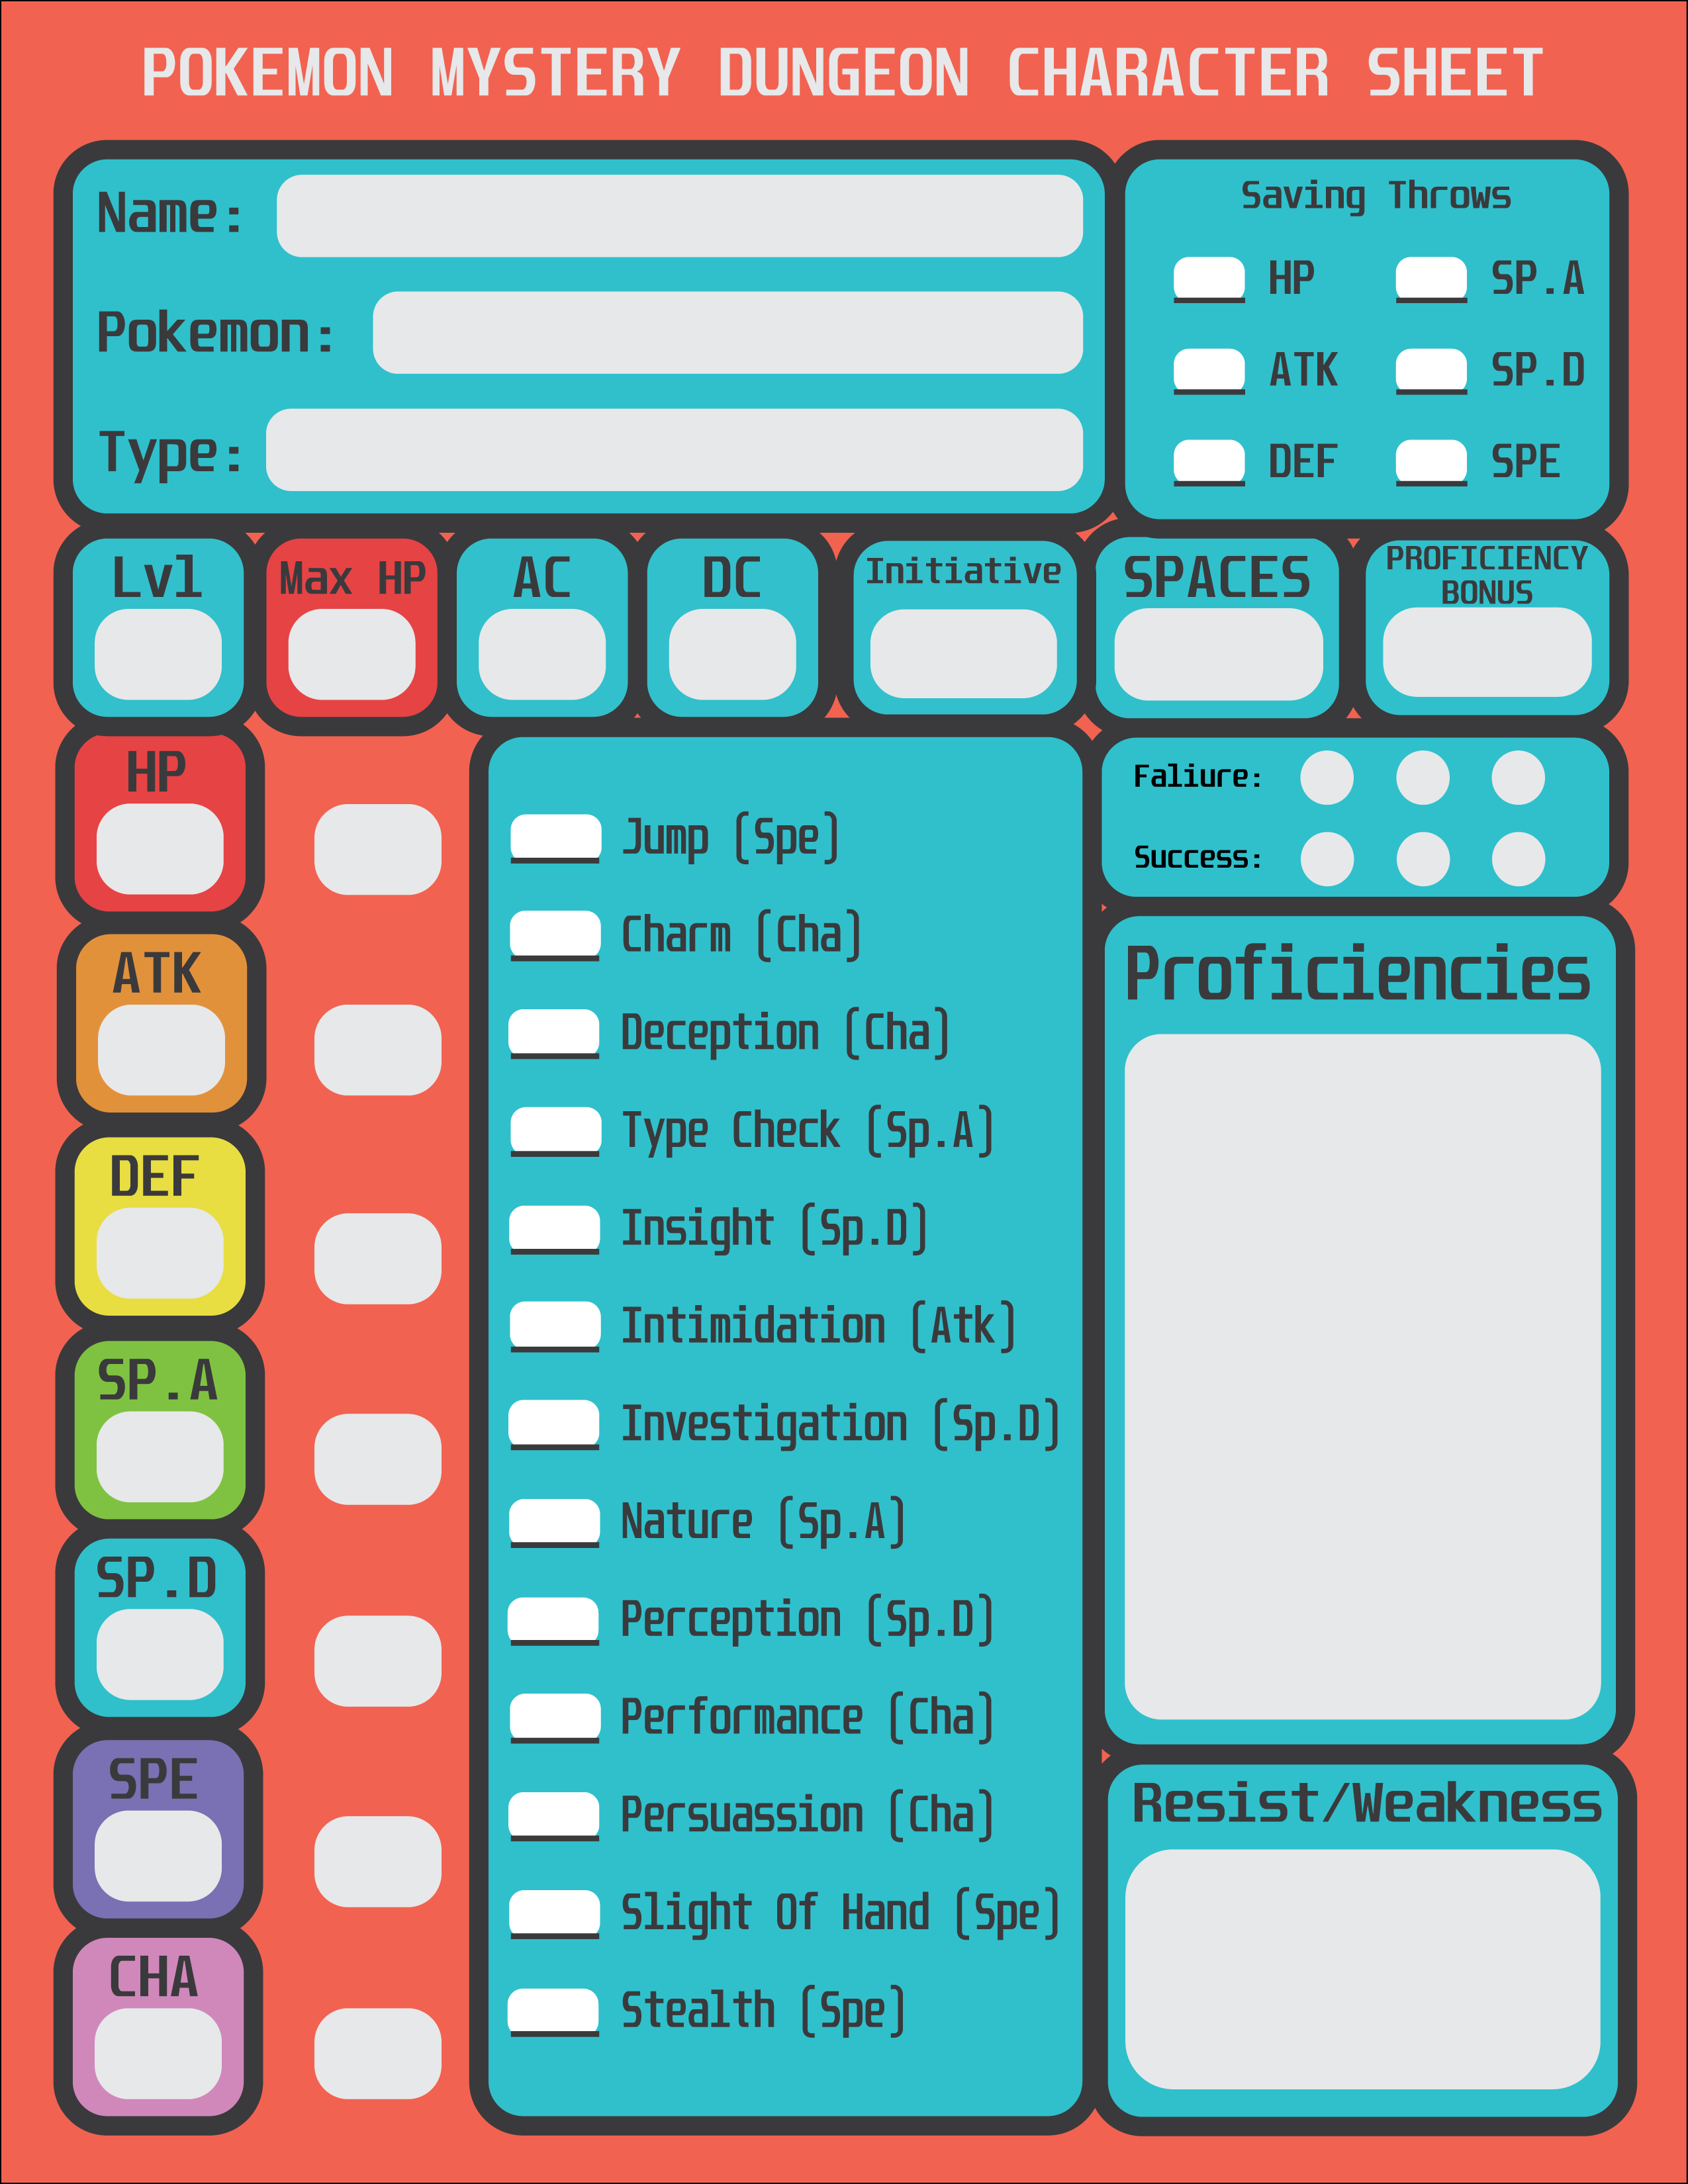 POKEMON MYSTERY DUNGEON CHARACTER SHEET
Name:
Pokemon:
Type:
Saving Throws
HP SP.A
ATK SP.D
DEF SPE
Lvl Max HP AC DC Initiative SPACES PROFICIENCY
BONUS
HP
ATK
DEF
SP.A
SP.D
SPE
CHA
Jump (Spe)
Charm (Cha)
Deception (Cha)
Type Check (Sp.A)
Insight (Sp.D)
Intimidation (Atk)
Investigation (Sp.D)
Nature (Sp.A)
Perception (Sp.D)
Performance (Cha)
Persuassion (Cha)
Slight Of Hand (Spe)
Stealth (Spe)
Faliure:
Success:
Proficiencies
Resist/Weakness